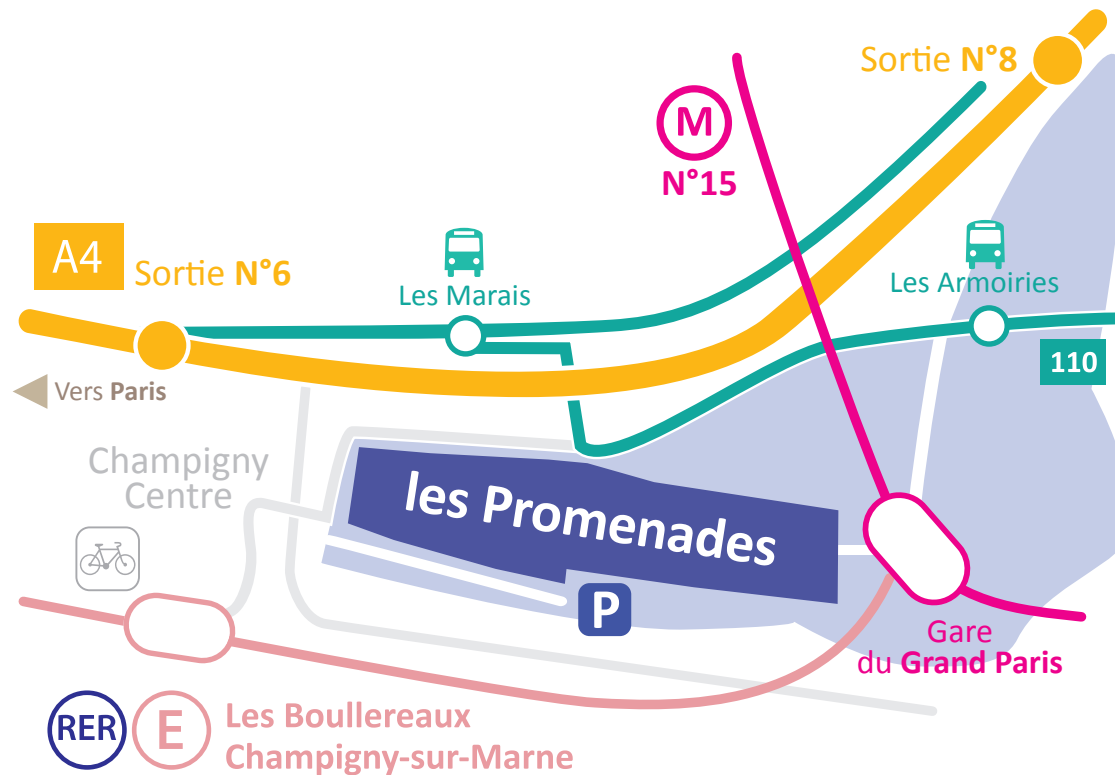 Sortie N°8
M
N°15
A4
Sortie N°6
Les Marais
Les Armoiries
110
Vers Paris
Champigny
Centre
les Promenades
P
Gare
du Grand Paris
RER
E
Les Boullereaux
Champigny-sur-Marne